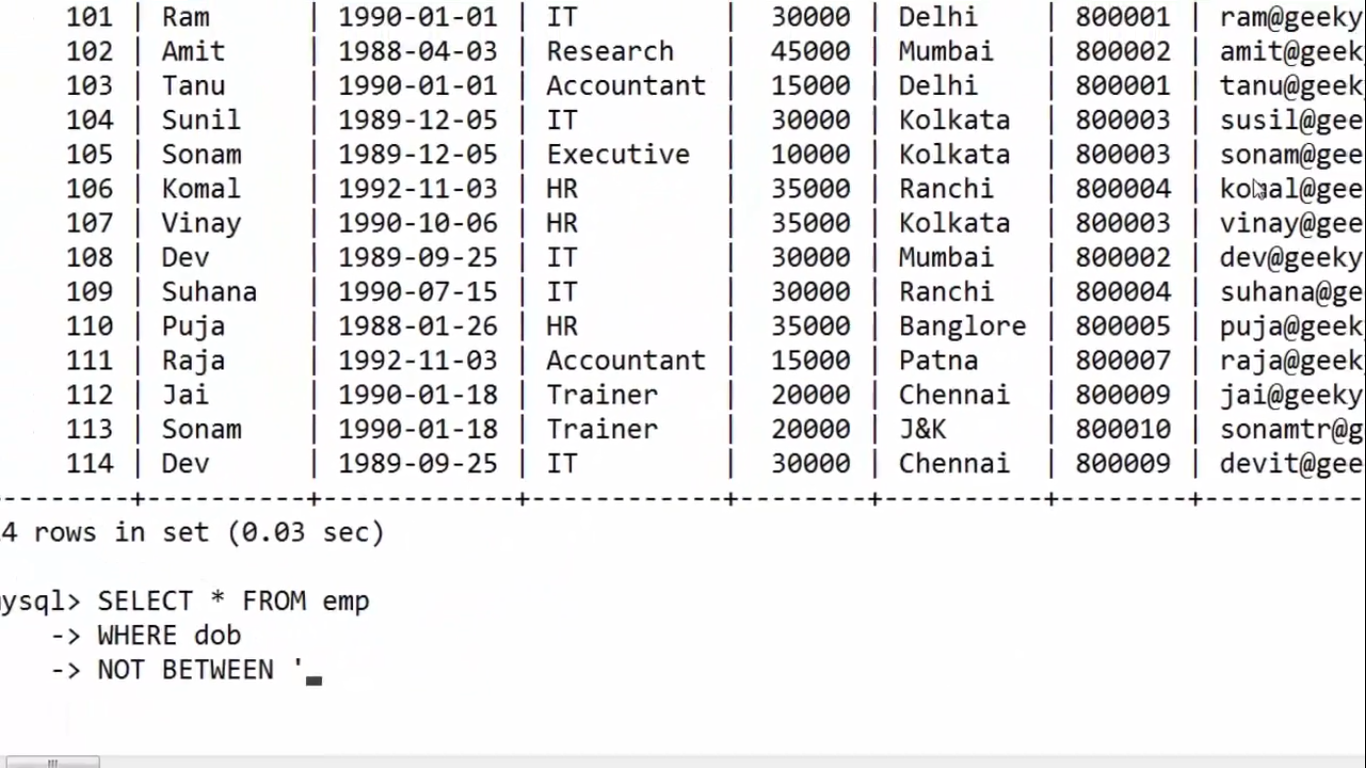 101 | Ram | 1990-01-01 | IT | 30000 | Delhi | 800001 | ram@geeky
102 | Amit | 1988-04-03 | Research | 45000 | Mumbai | 800002 | amit@geek
103 | Tanu | 1990-01-01 | Accountant | 15000 | Delhi | 800001 | tanu@geek
104 | Sunil | 1989-12-05 | IT | 30000 | Kolkata | 800003 | susil@gee
105 | Sonam | 1989-12-05 | Executive | 10000 | Kolkata | 800003 | sonam@gee
106 | Komal | 1992-11-03 | HR | 35000 | Ranchi | 800004 | komal@gee
107 | Vinay | 1990-10-06 | HR | 35000 | Kolkata | 800003 | vinay@gee
108 | Dev | 1989-09-25 | IT | 30000 | Mumbai | 800002 | dev@geeky
109 | Suhana | 1990-07-15 | IT | 30000 | Ranchi | 800004 | suhana@ge
110 | Puja | 1988-01-26 | HR | 35000 | Banglore | 800005 | puja@geek
111 | Raja | 1992-11-03 | Accountant | 15000 | Patna | 800007 | raja@geek
112 | Jai | 1990-01-18 | Trainer | 20000 | Chennai | 800009 | jai@geeky
113 | Sonam | 1990-01-18 | Trainer | 20000 | J&K | 800010 | sonamtr@g
114 | Dev | 1989-09-25 | IT | 30000 | Chennai | 800009 | devit@gee
--------+----------+------------+------------+--------+----------+--------+----------
4 rows in set (0.03 sec)
mysql> SELECT * FROM emp
-> WHERE dob
-> NOT BETWEEN '_